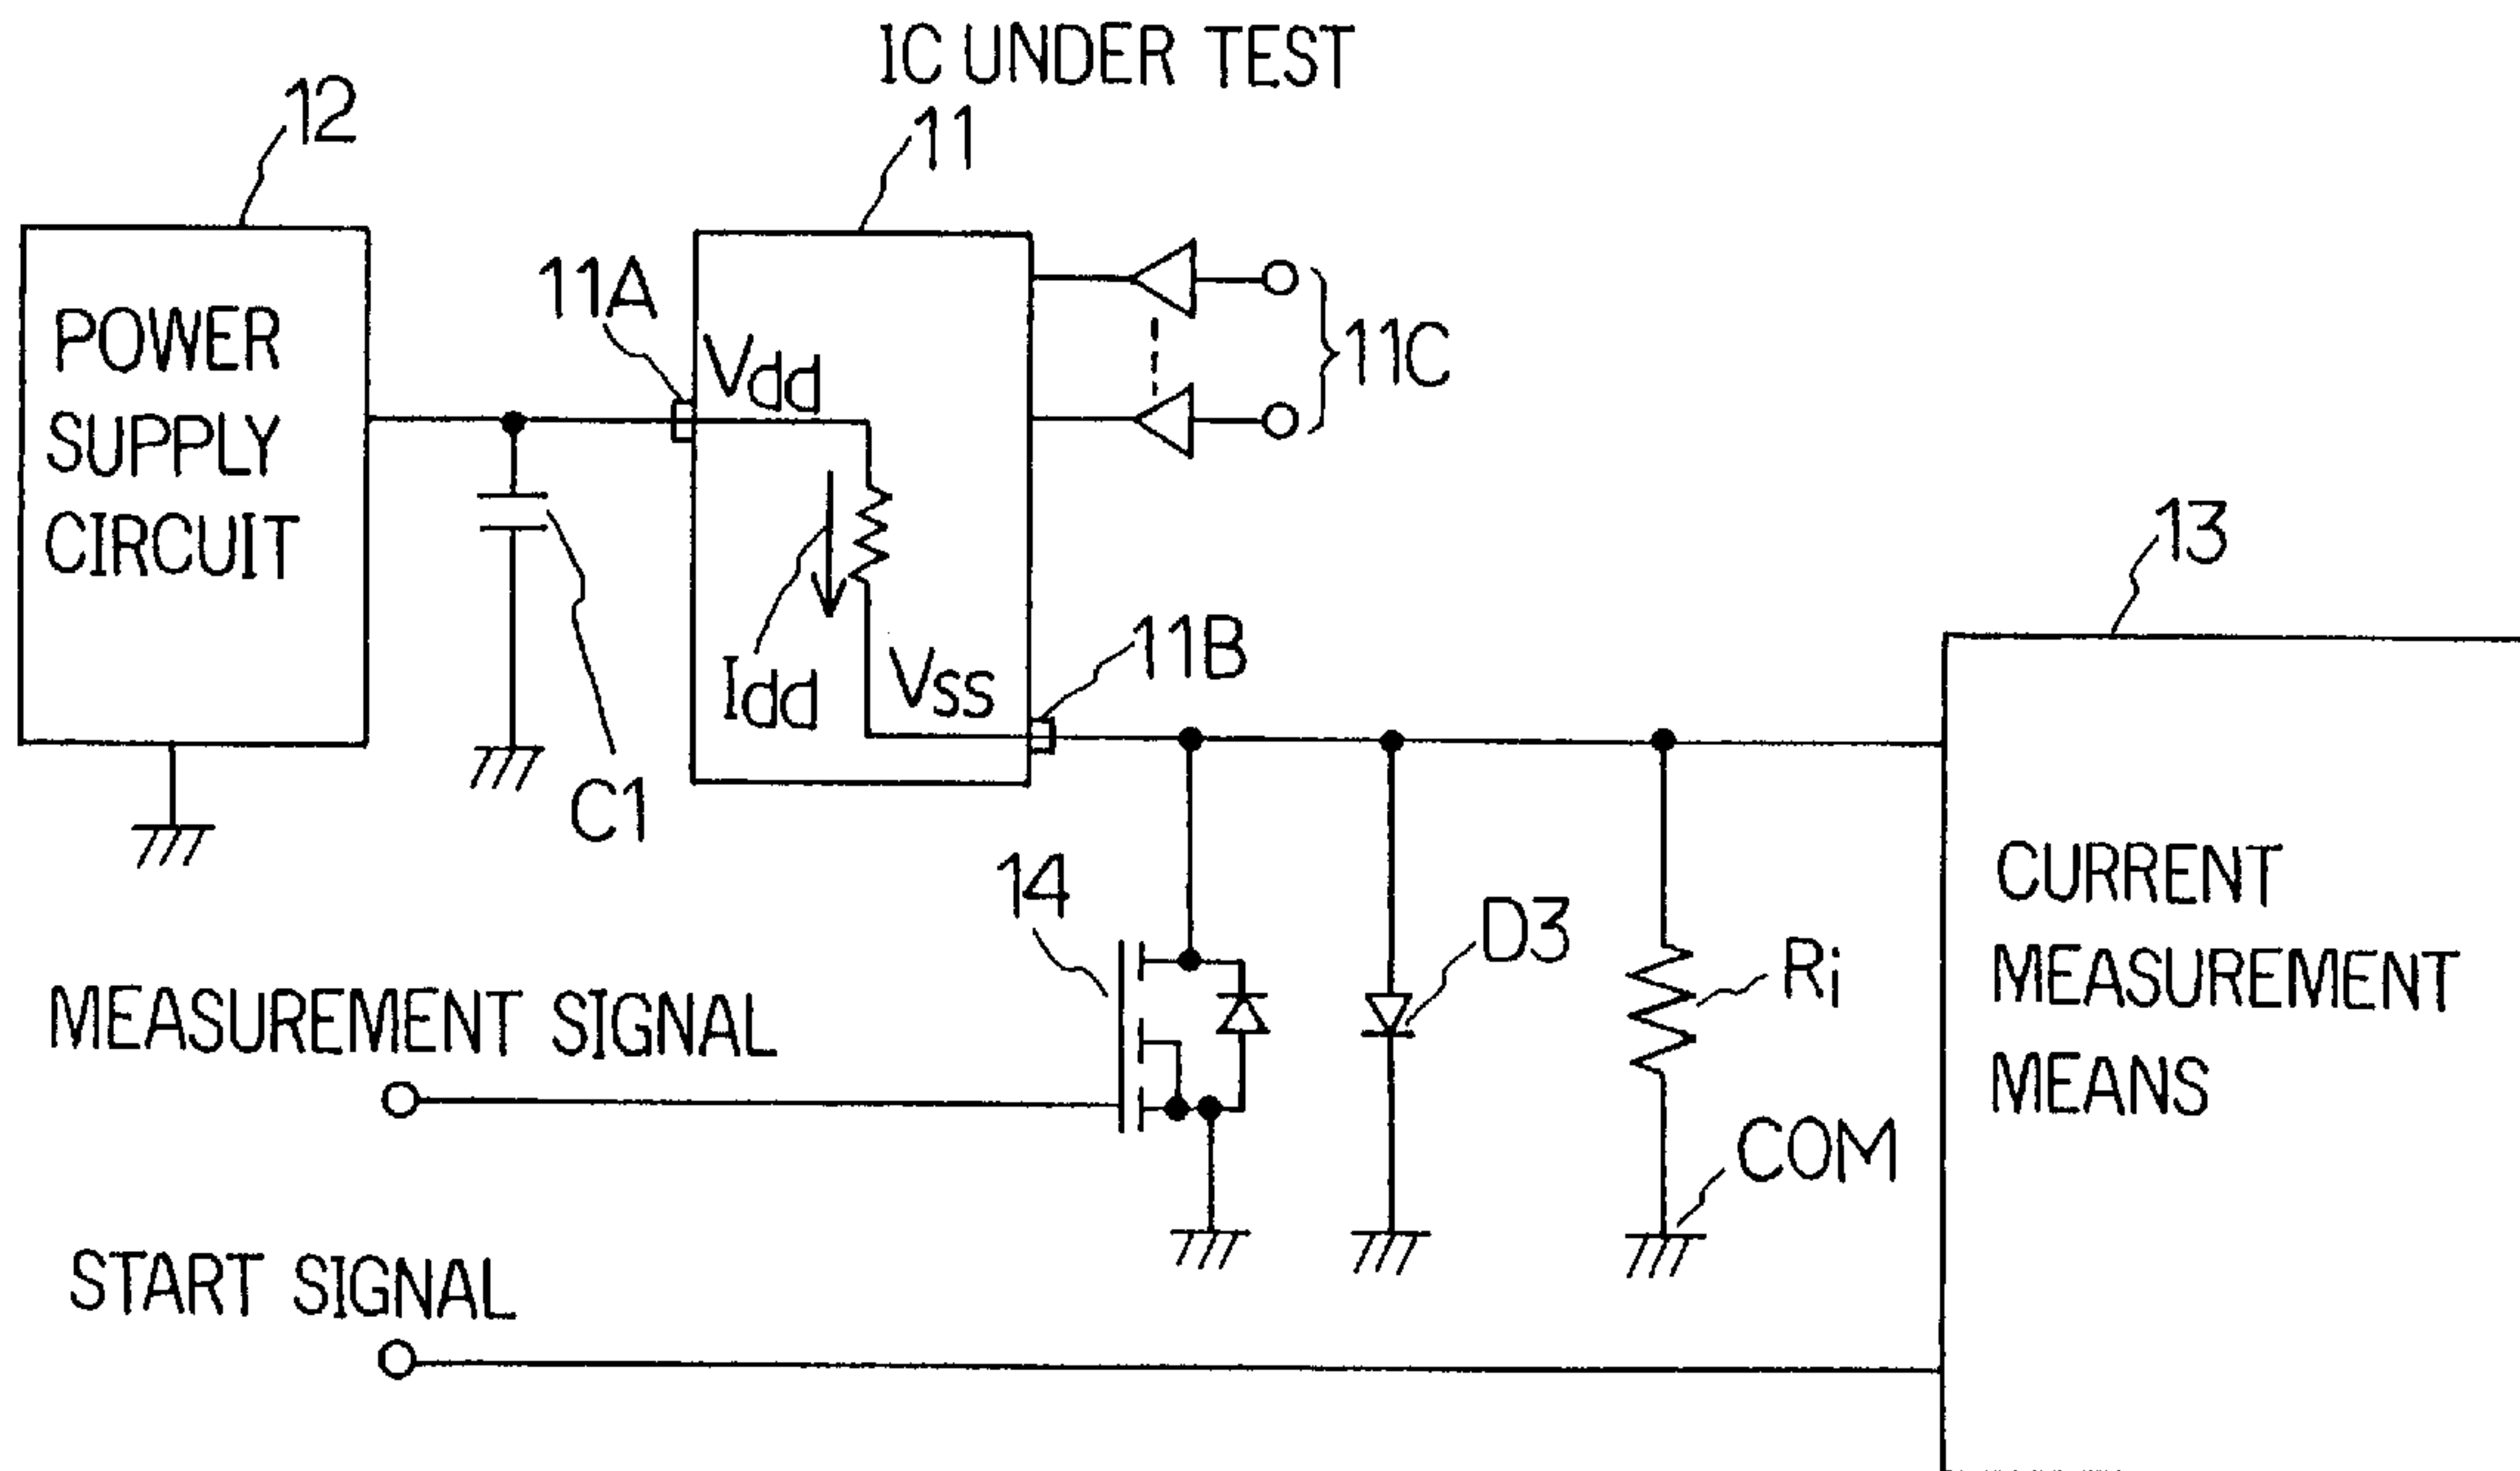 IC UNDER TEST
12
11
11A
POWER
SUPPLY
CIRCUIT
Vdd
11C
Idd
Vss
11B
C1
13
14
D3
Ri
CURRENT
MEASUREMENT
MEANS
MEASUREMENT SIGNAL
COM
START SIGNAL